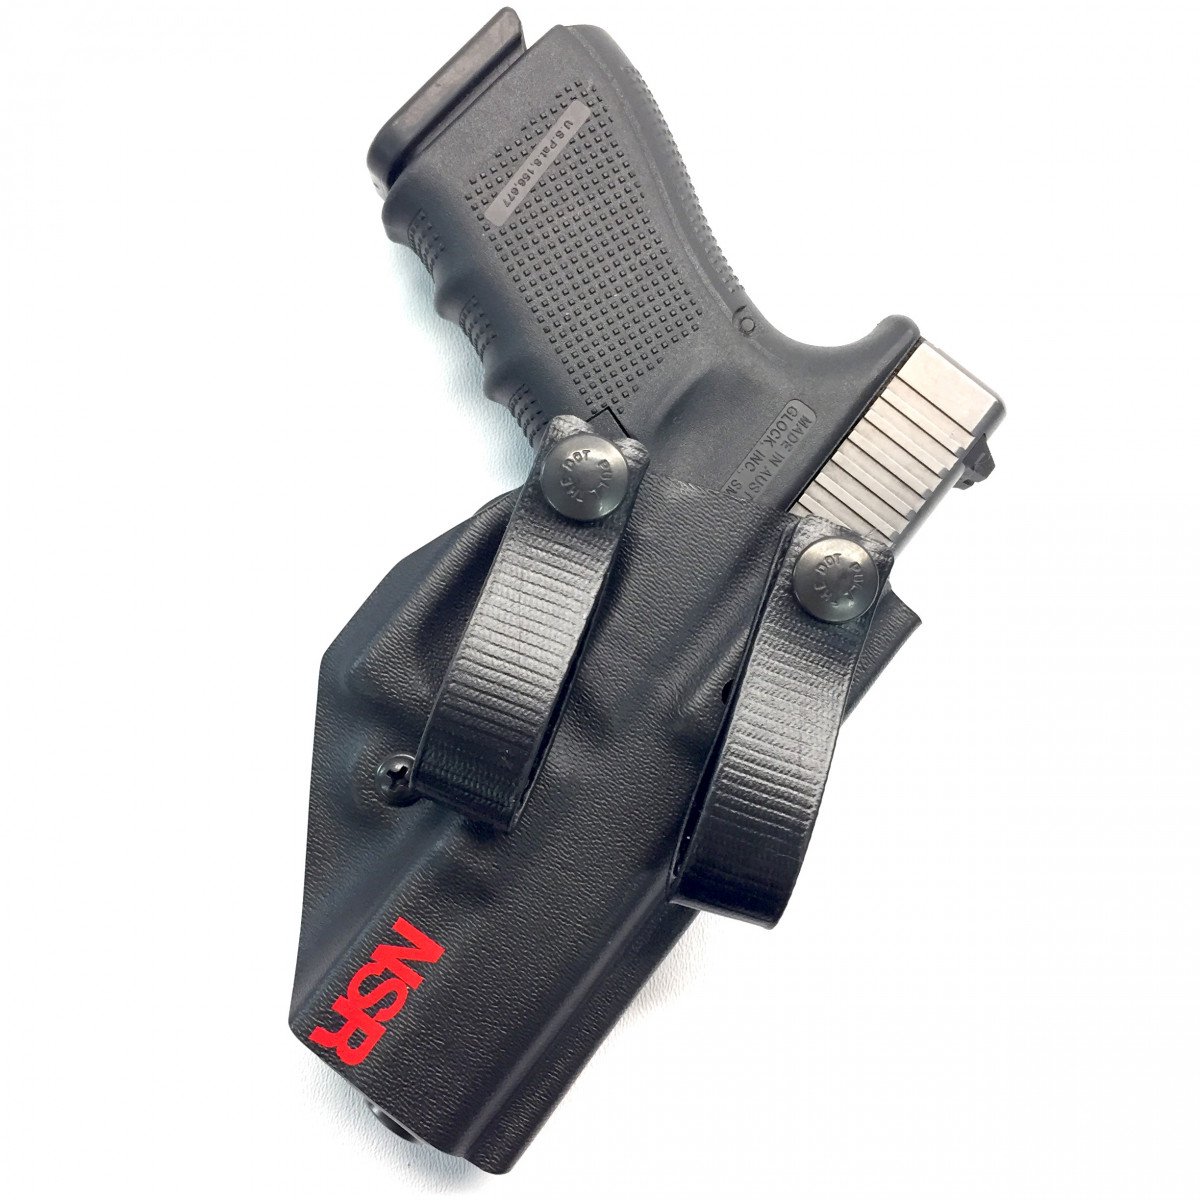 U.S.Pat.8,156,677
MADE IN AUST
GLOCK, INC., SM
PULL THE DOT
PULL THE DOT
NSR